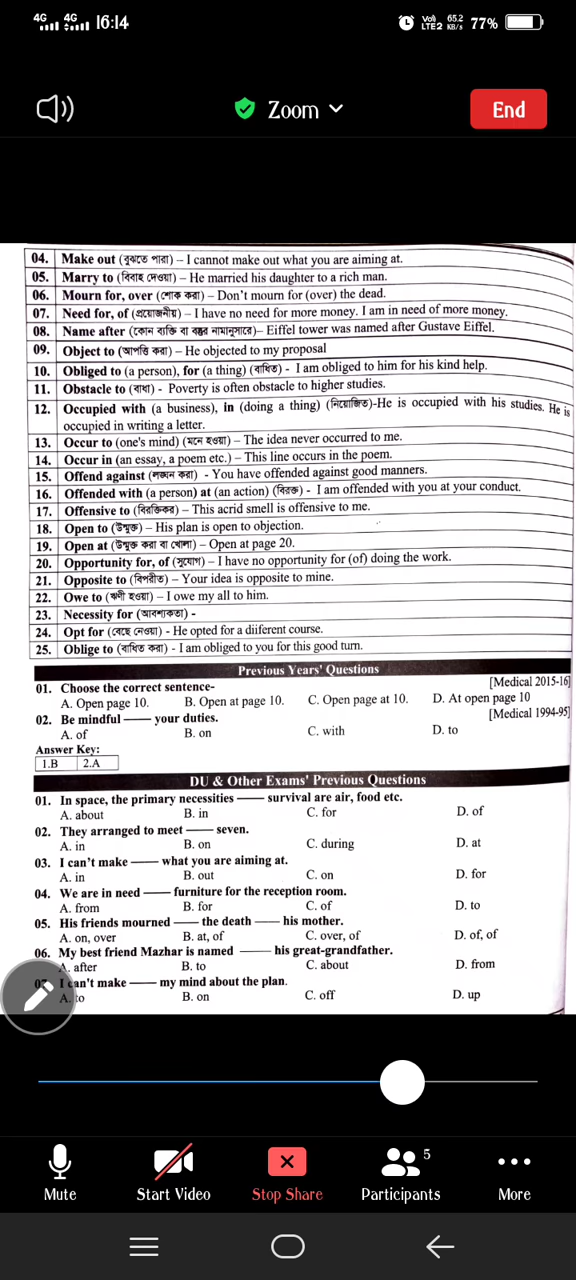 4G 4G 16:14 Vo)) LTE2 65.2 KB/s 77%
Zoom
End
04. Make out (বুঝতে পারা) – I cannot make out what you are aiming at.
05. Marry to (বিবাহ দেওয়া) – He married his daughter to a rich man.
06. Mourn for, over (শোক করা) – Don't mourn for (over) the dead.
07. Need for, of (প্রয়োজনীয়) – I have no need for more money. I am in need of more money.
08. Name after (কোন ব্যক্তি বা বস্তুর নামানুসারে)– Eiffel tower was named after Gustave Eiffel.
09. Object to (আপত্তি করা) – He objected to my proposal
10. Obliged to (a person), for (a thing) (বাধিত) - I am obliged to him for his kind help.
11. Obstacle to (বাধা) - Poverty is often obstacle to higher studies.
12. Occupied with (a business), in (doing a thing) (নিয়োজিত)-He is occupied with his studies. He is
occupied in writing a letter.
13. Occur to (one's mind) (মনে হওয়া) – The idea never occurred to me.
14. Occur in (an essay, a poem etc.) – This line occurs in the poem.
15. Offend against (লঙ্ঘন করা) - You have offended against good manners.
16. Offended with (a person) at (an action) (বিরক্ত) - I am offended with you at your conduct.
17. Offensive to (বিরক্তিকর) – This acrid smell is offensive to me.
18. Open to (উন্মুক্ত) – His plan is open to objection.
19. Open at (উন্মুক্ত করা বা খোলা) – Open at page 20.
20. Opportunity for, of (সুযোগ) – I have no opportunity for (of) doing the work.
21. Opposite to (বিপরীত) – Your idea is opposite to mine.
22. Owe to (ঋণী হওয়া) – I owe my all to him.
23. Necessity for (আবশ্যকতা) -
24. Opt for (বেছে নেওয়া) - He opted for a diiferent course.
25. Oblige to (বাধিত করা) - I am obliged to you for this good turn.
Previous Years' Questions
01. Choose the correct sentence- [Medical 2015-16]
A. Open page 10. B. Open at page 10. C. Open page at 10. D. At open page 10
02. Be mindful —— your duties. [Medical 1994-95]
A. of B. on C. with D. to
Answer Key:
1.B 2.A
DU & Other Exams' Previous Questions
01. In space, the primary necessities —— survival are air, food etc.
A. about B. in C. for D. of
02. They arranged to meet —— seven.
A. in B. on C. during D. at
03. I can't make —— what you are aiming at.
A. in B. out C. on D. for
04. We are in need —— furniture for the reception room.
A. from B. for C. of D. to
05. His friends mourned —— the death —— his mother.
A. on, over B. at, of C. over, of D. of, of
06. My best friend Mazhar is named —— his great-grandfather.
A. after B. to C. about D. from
I can't make —— my mind about the plan.
A. to B. on C. off D. up
5
Mute Start Video Stop Share Participants More